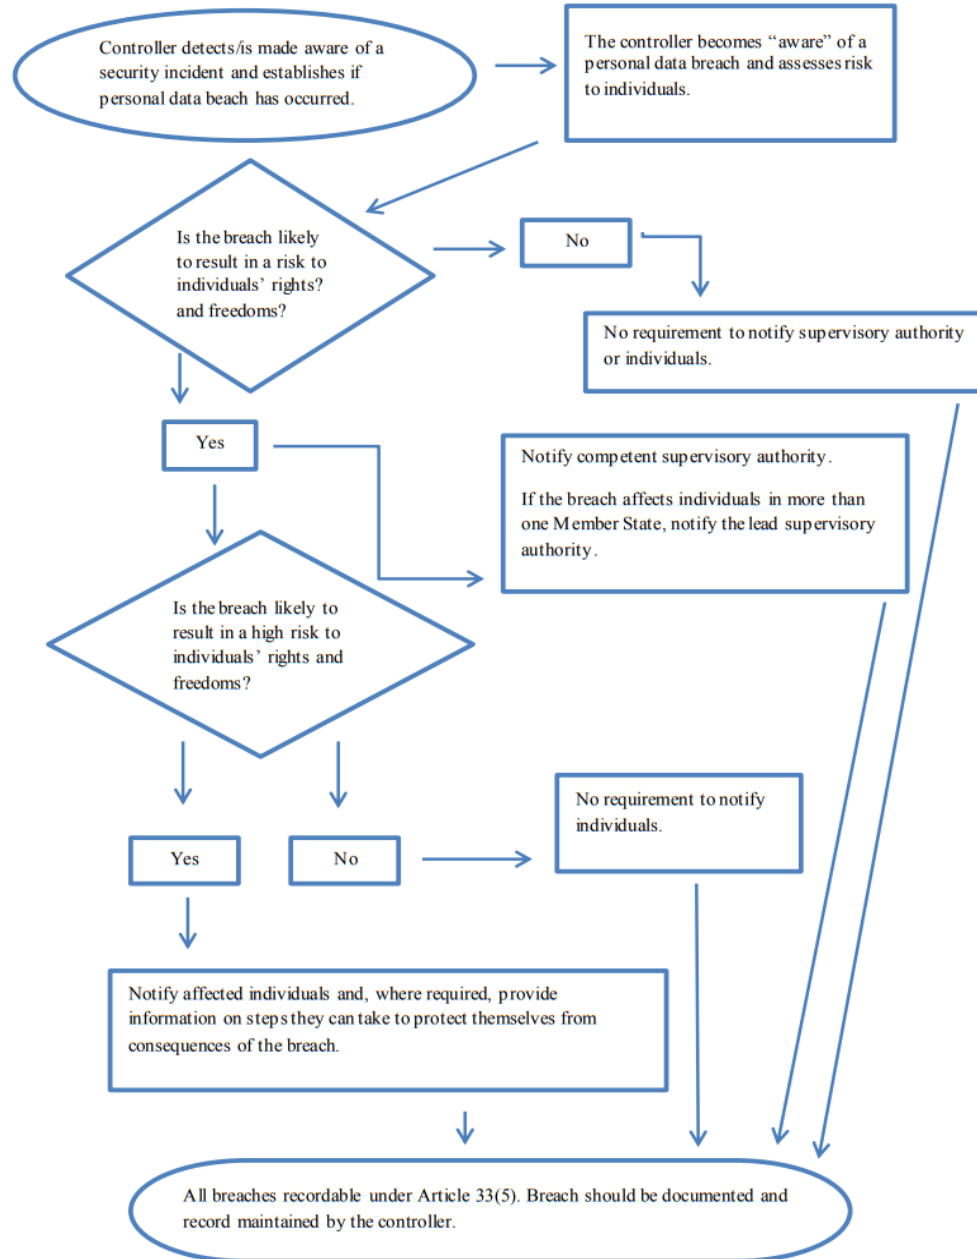 Controller detects/is made aware of a
security incident and establishes if
personal data beach has occurred.
The controller becomes “aware” of a
personal data breach and assesses risk
to individuals.
Is the breach likely
to result in a risk to
individuals’ rights?
and freedoms?
No
No requirement to notify supervisory authority
or individuals.
Yes
Notify competent supervisory authority.
If the breach affects individuals in more than
one Member State, notify the lead supervisory
authority.
Is the breach likely to
result in a high risk to
individuals’ rights and
freedoms?
Yes
No
No requirement to notify
individuals.
Notify affected individuals and, where required, provide
information on steps they can take to protect themselves from
consequences of the breach.
All breaches recordable under Article 33(5). Breach should be documented and
record maintained by the controller.